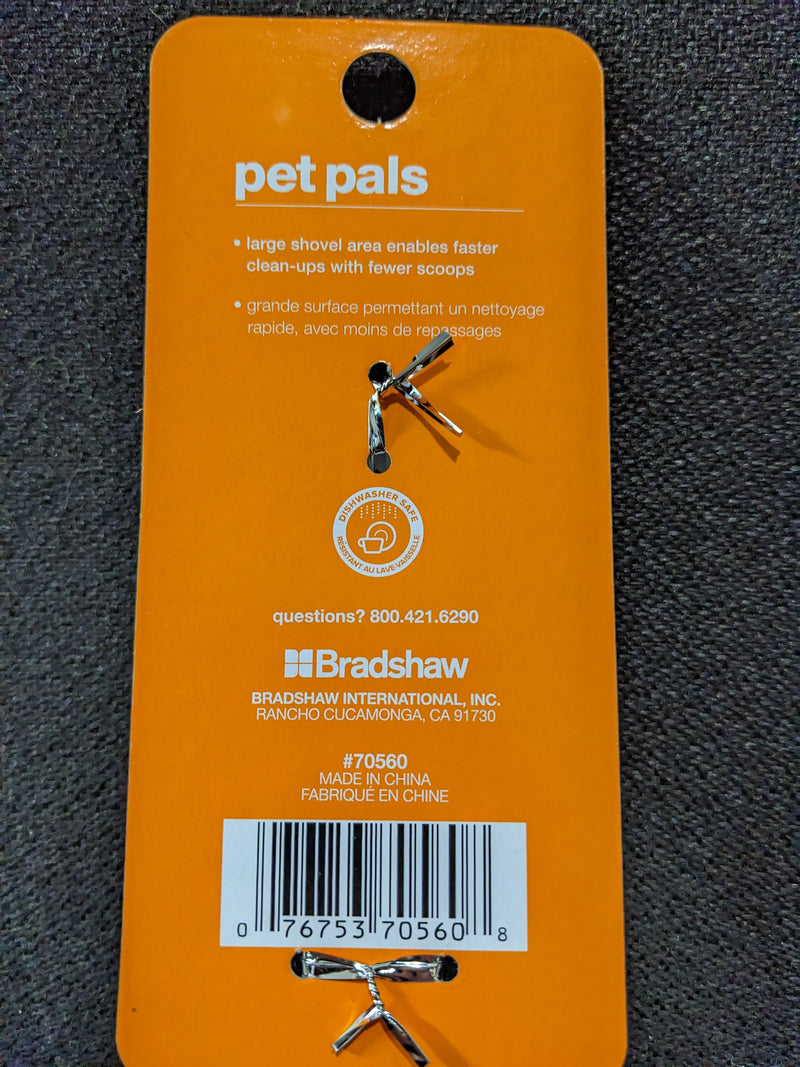 pet pals
• large shovel area enables faster
clean-ups with fewer scoops
• grande surface permettant un nettoyage
rapide, avec moins de repassages
DISHWASHER SAFE
RÉSISTANT AU LAVE-VAISSELLE
questions? 800.421.6290
Bradshaw
BRADSHAW INTERNATIONAL, INC.
RANCHO CUCAMONGA, CA 91730
#70560
MADE IN CHINA
FABRIQUÉ EN CHINE
0 76753 70560 8